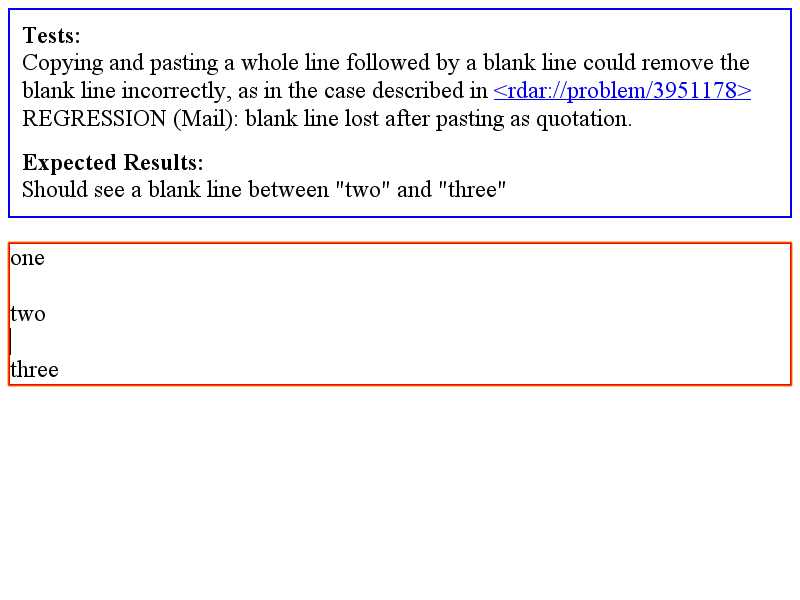 Tests:
Copying and pasting a whole line followed by a blank line could remove the
blank line incorrectly, as in the case described in <rdar://problem/3951178>
REGRESSION (Mail): blank line lost after pasting as quotation.
Expected Results:
Should see a blank line between "two" and "three"
one
two
three